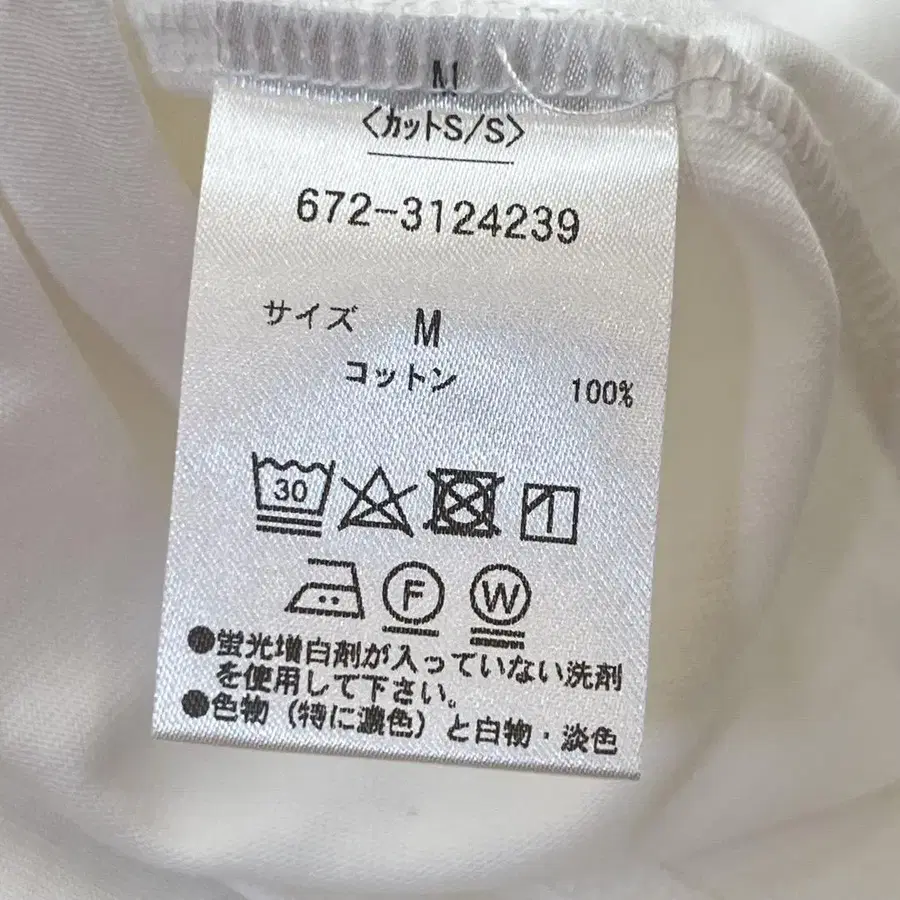 M
〈カットS/S〉
672-3124239
サイズ M
コットン 100%
30
F W
●蛍光増白剤が入っていない洗剤
を使用して下さい。
●色物（特に濃色）と白物・淡色